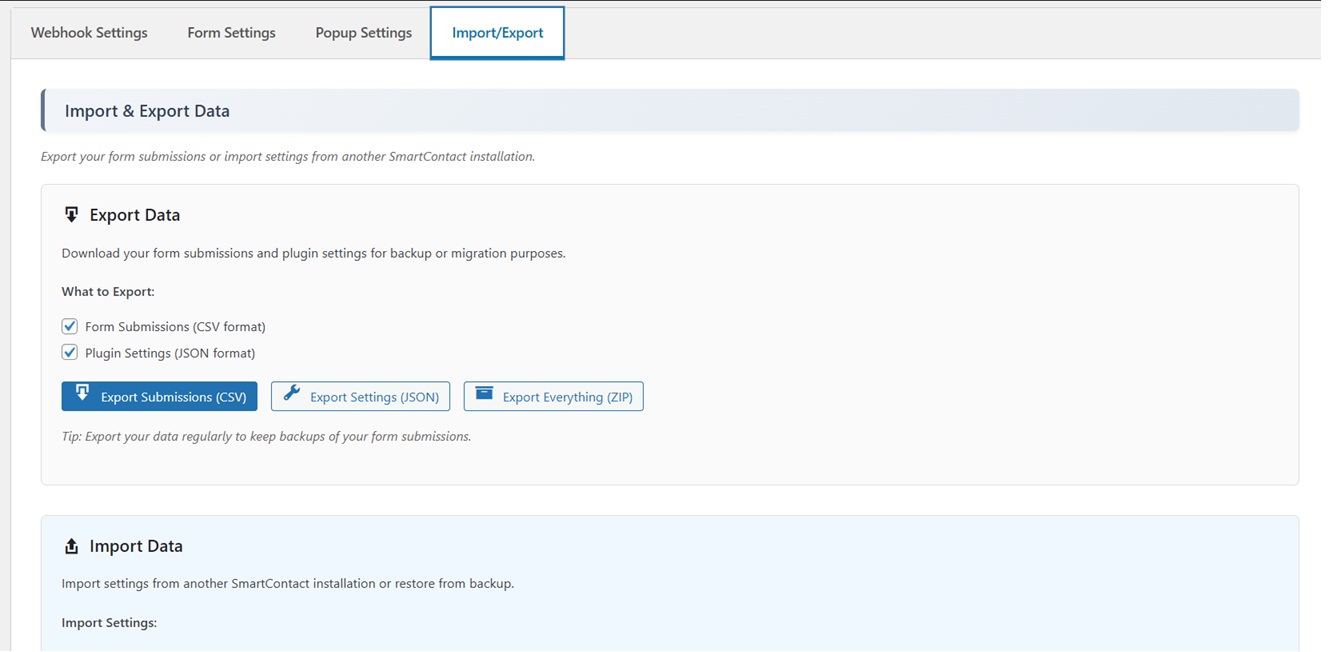 Webhook Settings
Form Settings
Popup Settings
Import/Export
Import & Export Data
Export your form submissions or import settings from another SmartContact installation.
Export Data
Download your form submissions and plugin settings for backup or migration purposes.
What to Export:
Form Submissions (CSV format)
Plugin Settings (JSON format)
Export Submissions (CSV)
Export Settings (JSON)
Export Everything (ZIP)
Tip: Export your data regularly to keep backups of your form submissions.
Import Data
Import settings from another SmartContact installation or restore from backup.
Import Settings: